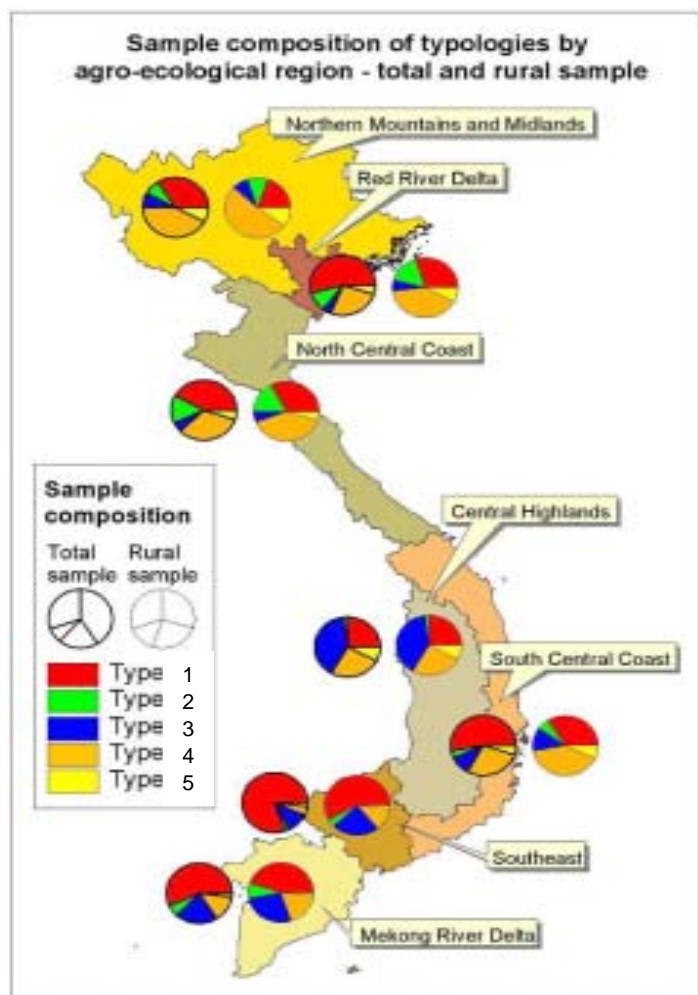 Sample composition of typologies by
agro-ecological region - total and rural sample
Northern Mountains and Midlands
Red River Delta
North Central Coast
Sample
composition
Total Rural
sample sample
Type 1
Type 2
Type 3
Type 4
Type 5
Central Highlands
South Central Coast
Southeast
Mekong River Delta